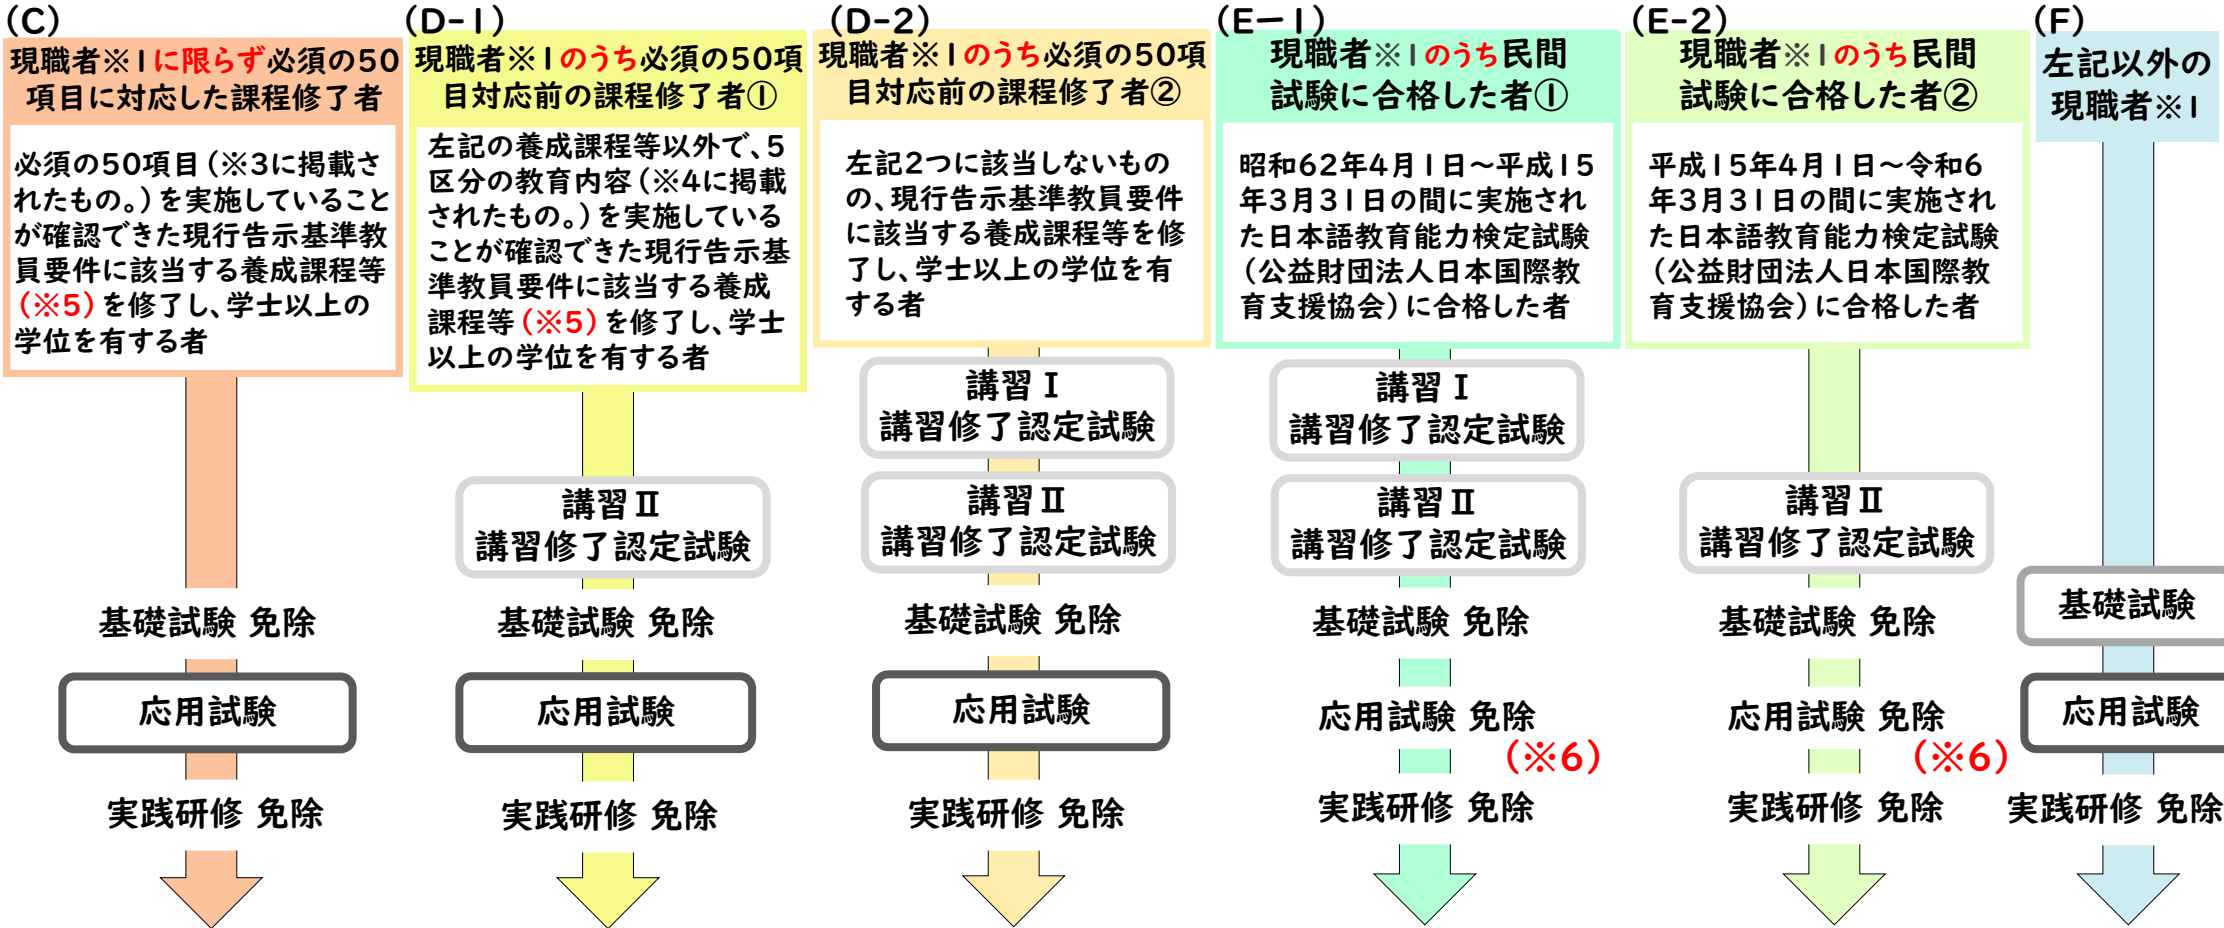 (C)
現職者※1に限らず必須の50
項目に対応した課程修了者
必須の50項目(※3に掲載さ
れたもの。)を実施していること
が確認できた現行告示基準教
員要件に該当する養成課程等
(※5)を修了し、学士以上の
学位を有する者
基礎試験 免除
応用試験
実践研修 免除
(D-1)
現職者※1のうち必須の50項
目対応前の課程修了者①
左記の養成課程等以外で、5
区分の教育内容(※4に掲載
されたもの。)を実施している
ことが確認できた現行告示基
準教員要件に該当する養成
課程等(※5)を修了し、学士
以上の学位を有する者
講習Ⅱ
講習修了認定試験
基礎試験 免除
応用試験
実践研修 免除
(D-2)
現職者※1のうち必須の50項
目対応前の課程修了者②
左記2つに該当しないもの
の、現行告示基準教員要件
に該当する養成課程等を修
了し、学士以上の学位を有
する者
講習Ⅰ
講習修了認定試験
講習Ⅱ
講習修了認定試験
基礎試験 免除
応用試験
実践研修 免除
(E-1)
現職者※1のうち民間
試験に合格した者①
昭和62年4月1日~平成15
年3月31日の間に実施され
た日本語教育能力検定試験
(公益財団法人日本国際教
育支援協会)に合格した者
講習Ⅰ
講習修了認定試験
講習Ⅱ
講習修了認定試験
基礎試験 免除
応用試験 免除
(※6)
実践研修 免除
(E-2)
現職者※1のうち民間
試験に合格した者②
平成15年4月1日~令和6
年3月31日の間に実施され
た日本語教育能力検定試験
(公益財団法人日本国際教
育支援協会)に合格した者
講習Ⅱ
講習修了認定試験
基礎試験 免除
応用試験 免除
(※6)
実践研修 免除
(F)
左記以外の
現職者※1
基礎試験
応用試験
実践研修 免除